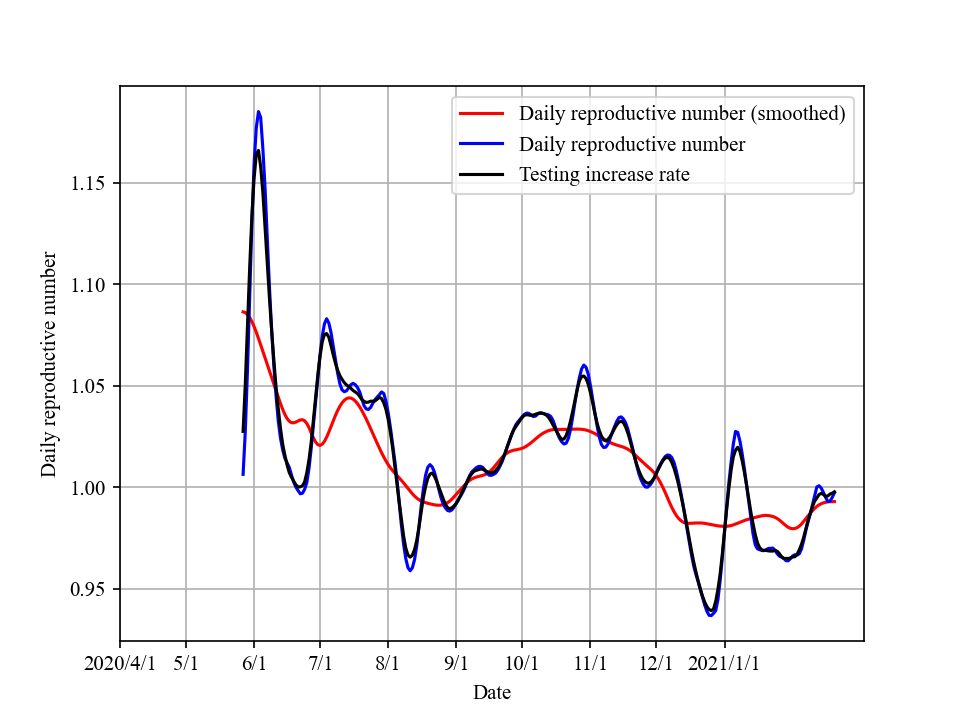 Daily reproductive number (smoothed)
Daily reproductive number
Testing increase rate
Daily reproductive number
1.15
1.10
1.05
1.00
0.95
2020/4/1 5/1 6/1 7/1 8/1 9/1 10/1 11/1 12/1 2021/1/1
Date